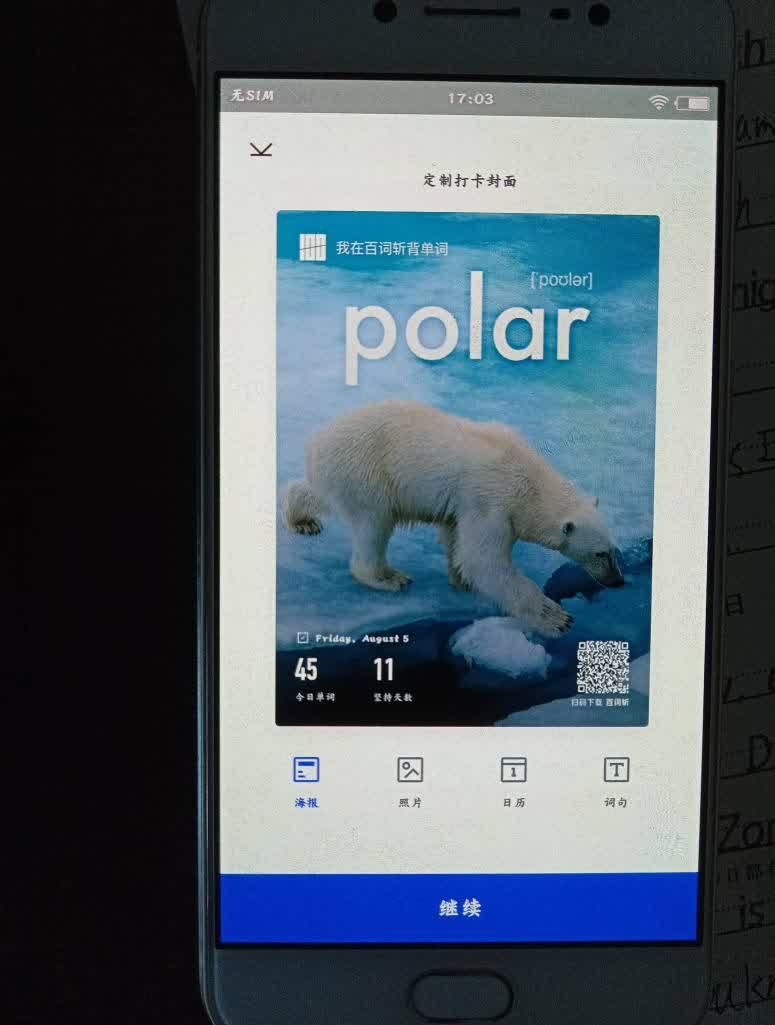 无SIM 17:03
定制打卡封面
我在百词斩背单词
['poʊlər]
polar
Friday, August 5
45 11
今日单词 坚持天数
扫码下载 百词斩
海报 照片 日历 词句
继续